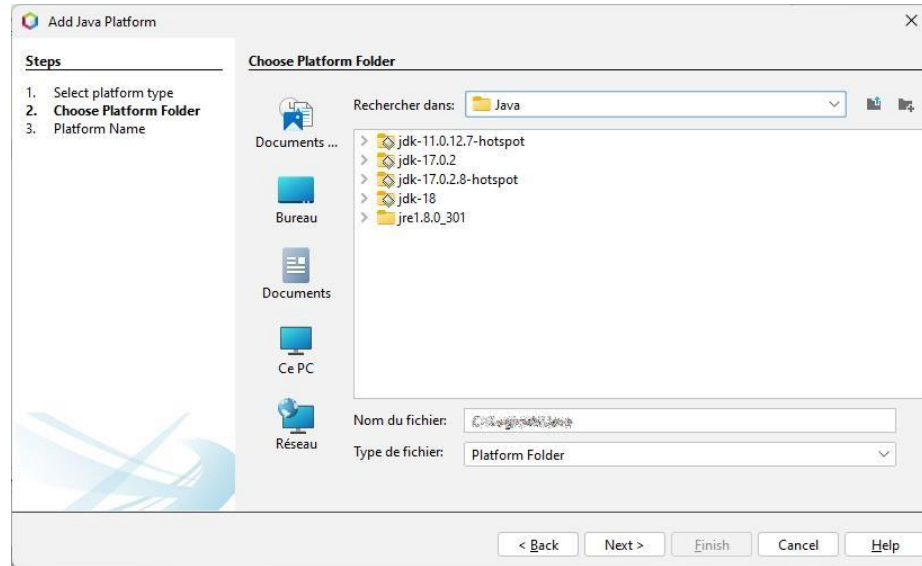 Add Java Platform
Steps
1. Select platform type
2. Choose Platform Folder
3. Platform Name
Choose Platform Folder
Rechercher dans: Java
Documents ...
Bureau
Documents
Ce PC
Réseau
jdk-11.0.12.7-hotspot
jdk-17.0.2
jdk-17.0.2.8-hotspot
jdk-18
jre1.8.0_301
Nom du fichier:
Type de fichier: Platform Folder
< Back Next > Finish Cancel Help